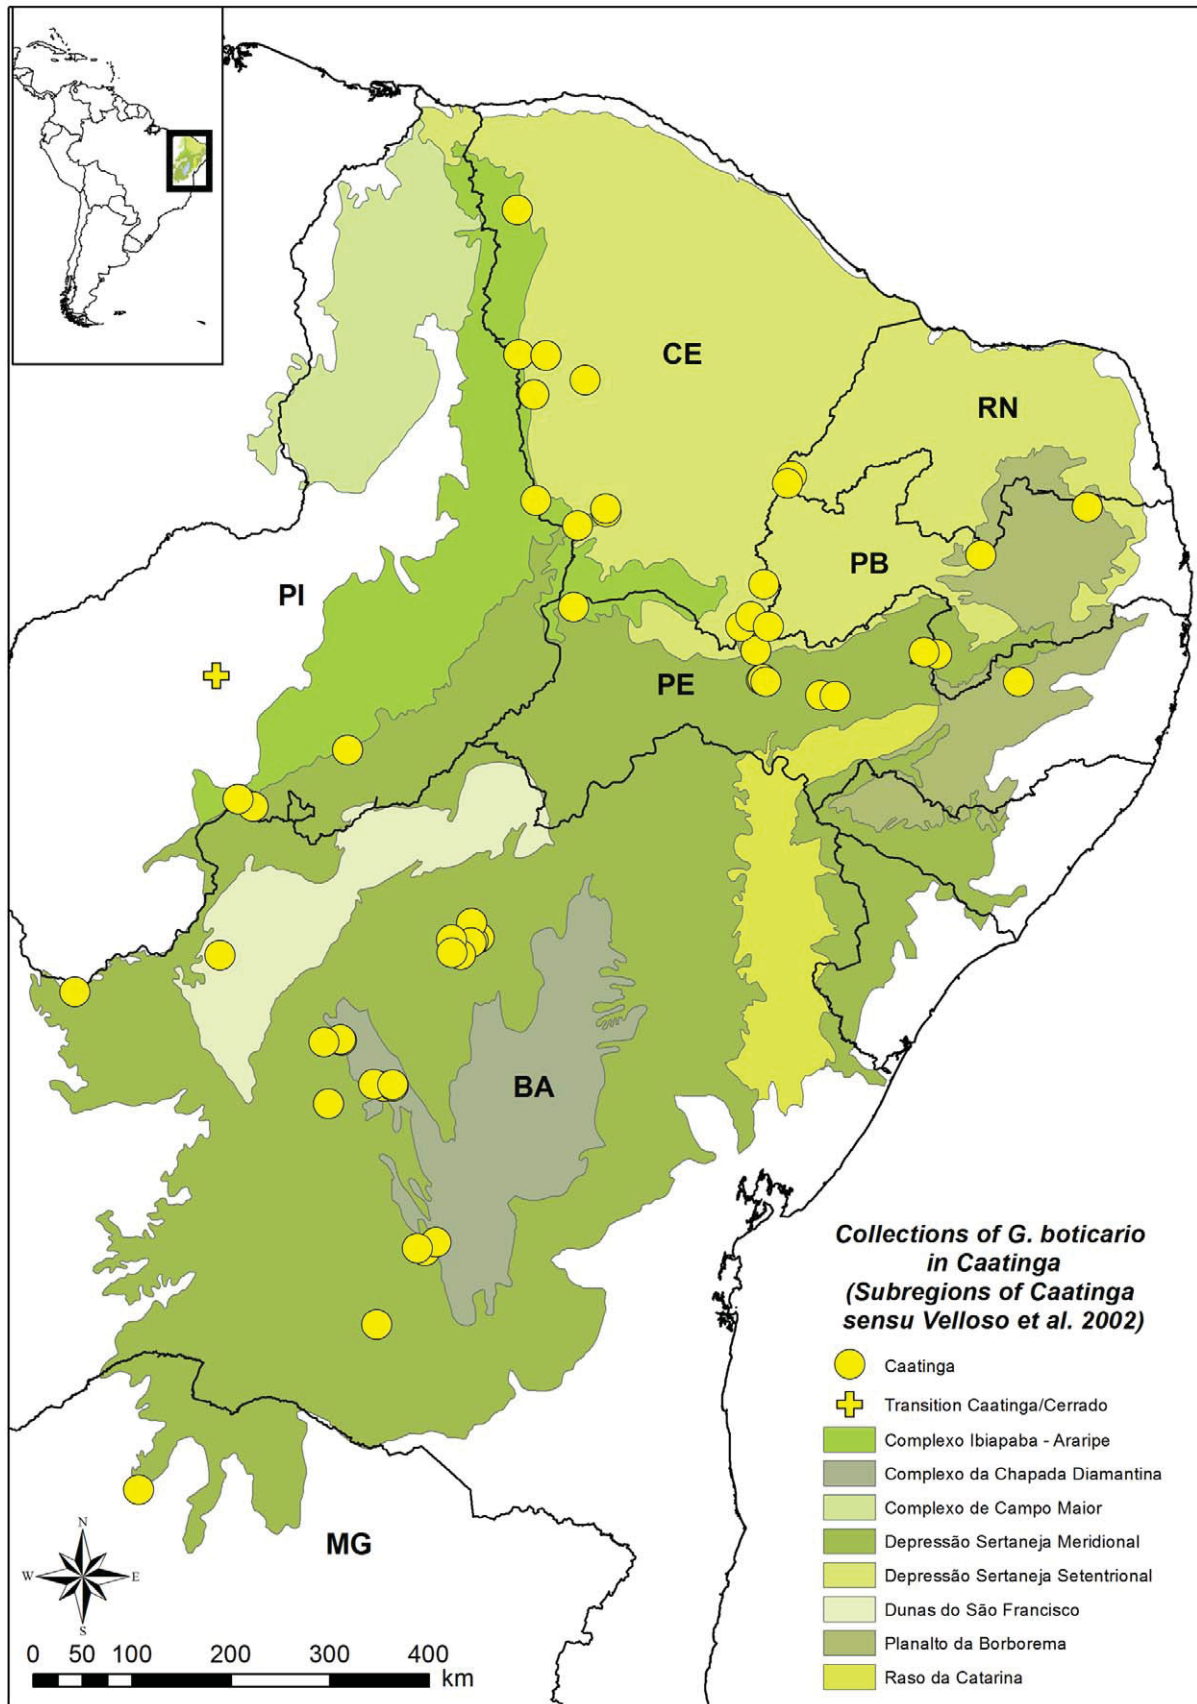 CE
RN
PI
PB
PE
BA
MG
Collections of G. boticario
in Caatinga
(Subregions of Caatinga
sensu Velloso et al. 2002)
Caatinga
Transition Caatinga/Cerrado
Complexo Ibiapaba - Araripe
Complexo da Chapada Diamantina
Complexo de Campo Maior
Depressão Sertaneja Meridional
Depressão Sertaneja Setentrional
Dunas do São Francisco
Planalto da Borborema
Raso da Catarina
N
W E
S
0 50 100 200 300 400
km